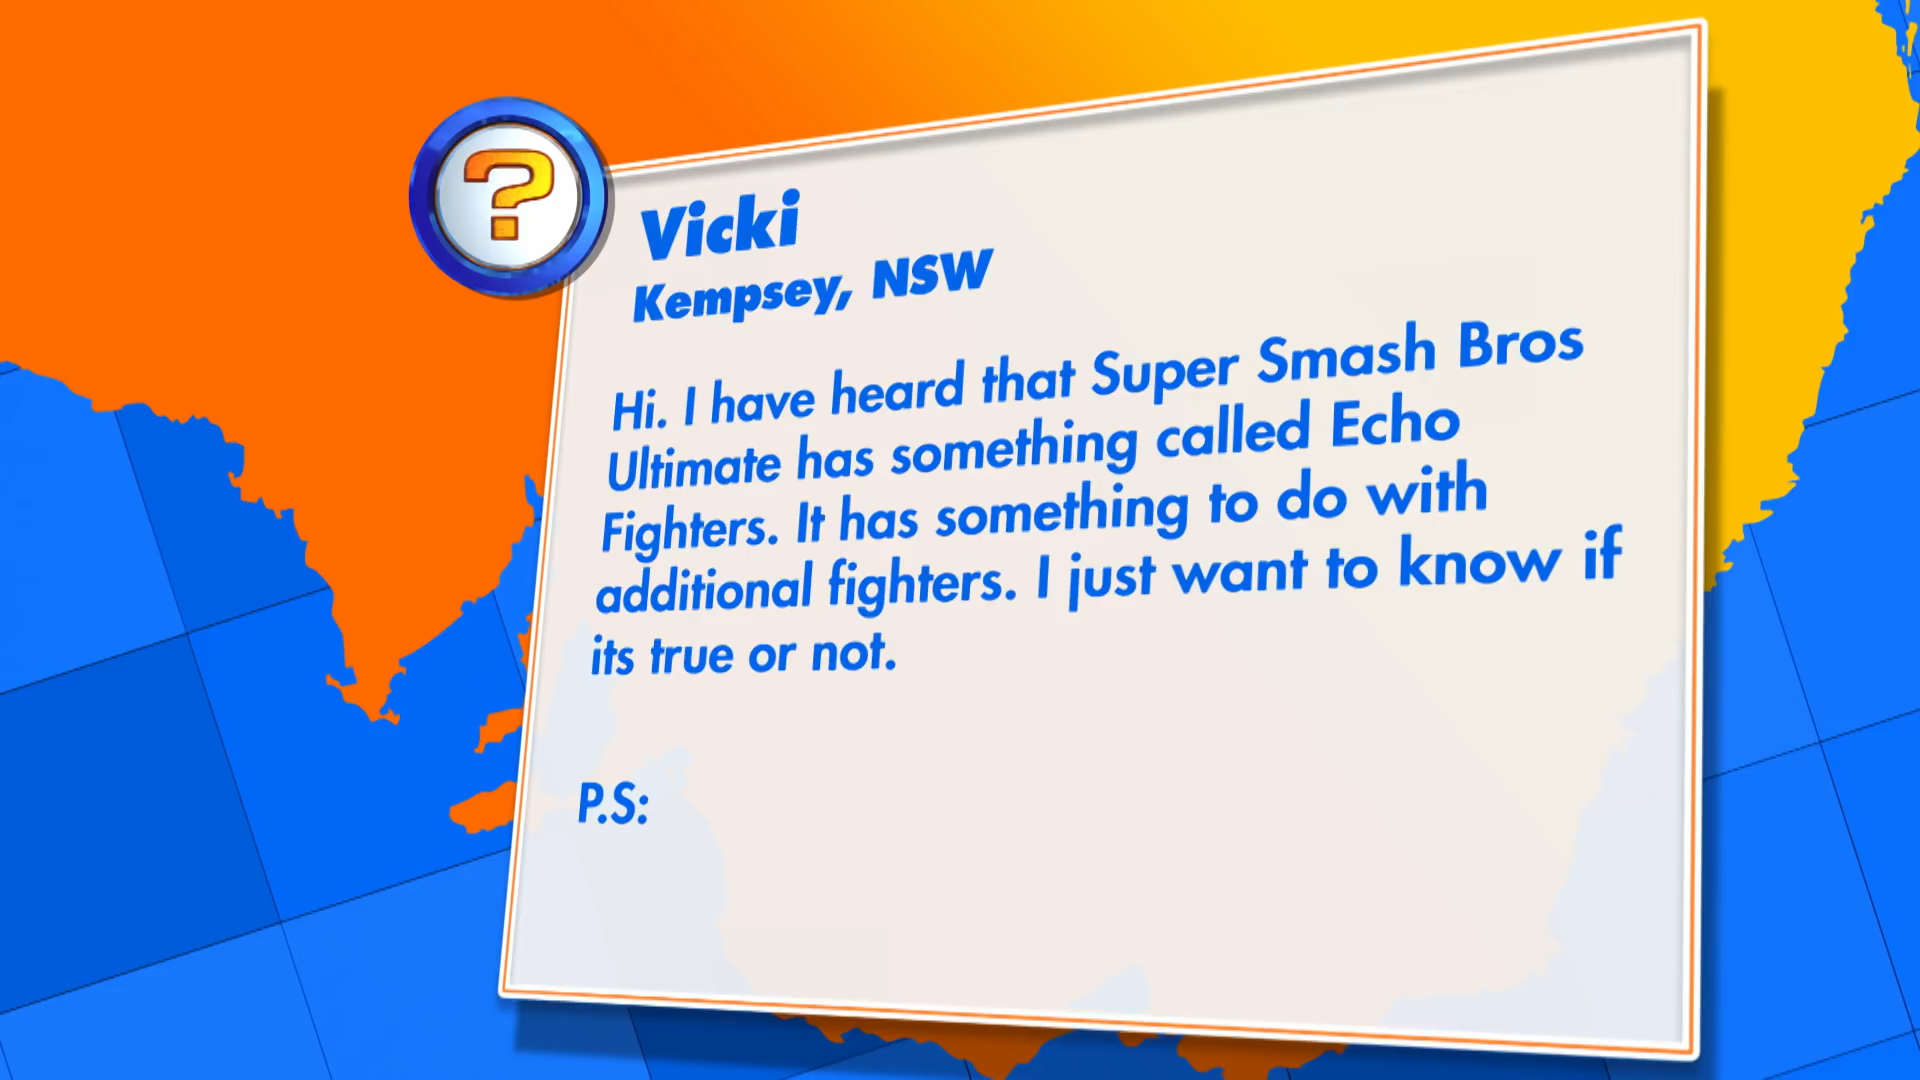 ?
Vicki
Kempsey, NSW
Hi. I have heard that Super Smash Bros
Ultimate has something called Echo
Fighters. It has something to do with
additional fighters. I just want to know if
its true or not.
P.S: